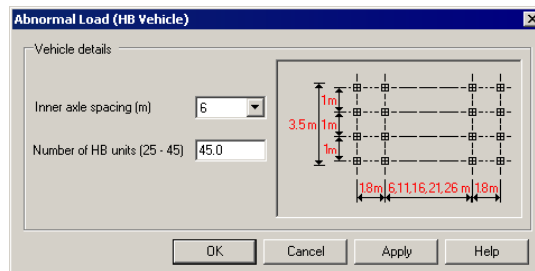 Abnormal Load (HB Vehicle)
Vehicle details
Inner axle spacing (m)
6
Number of HB units (25 - 45)
45.0
1m
3.5 m
1m
1m
1.8m
6,11,16,21,26 m
1.8m
OK
Cancel
Apply
Help